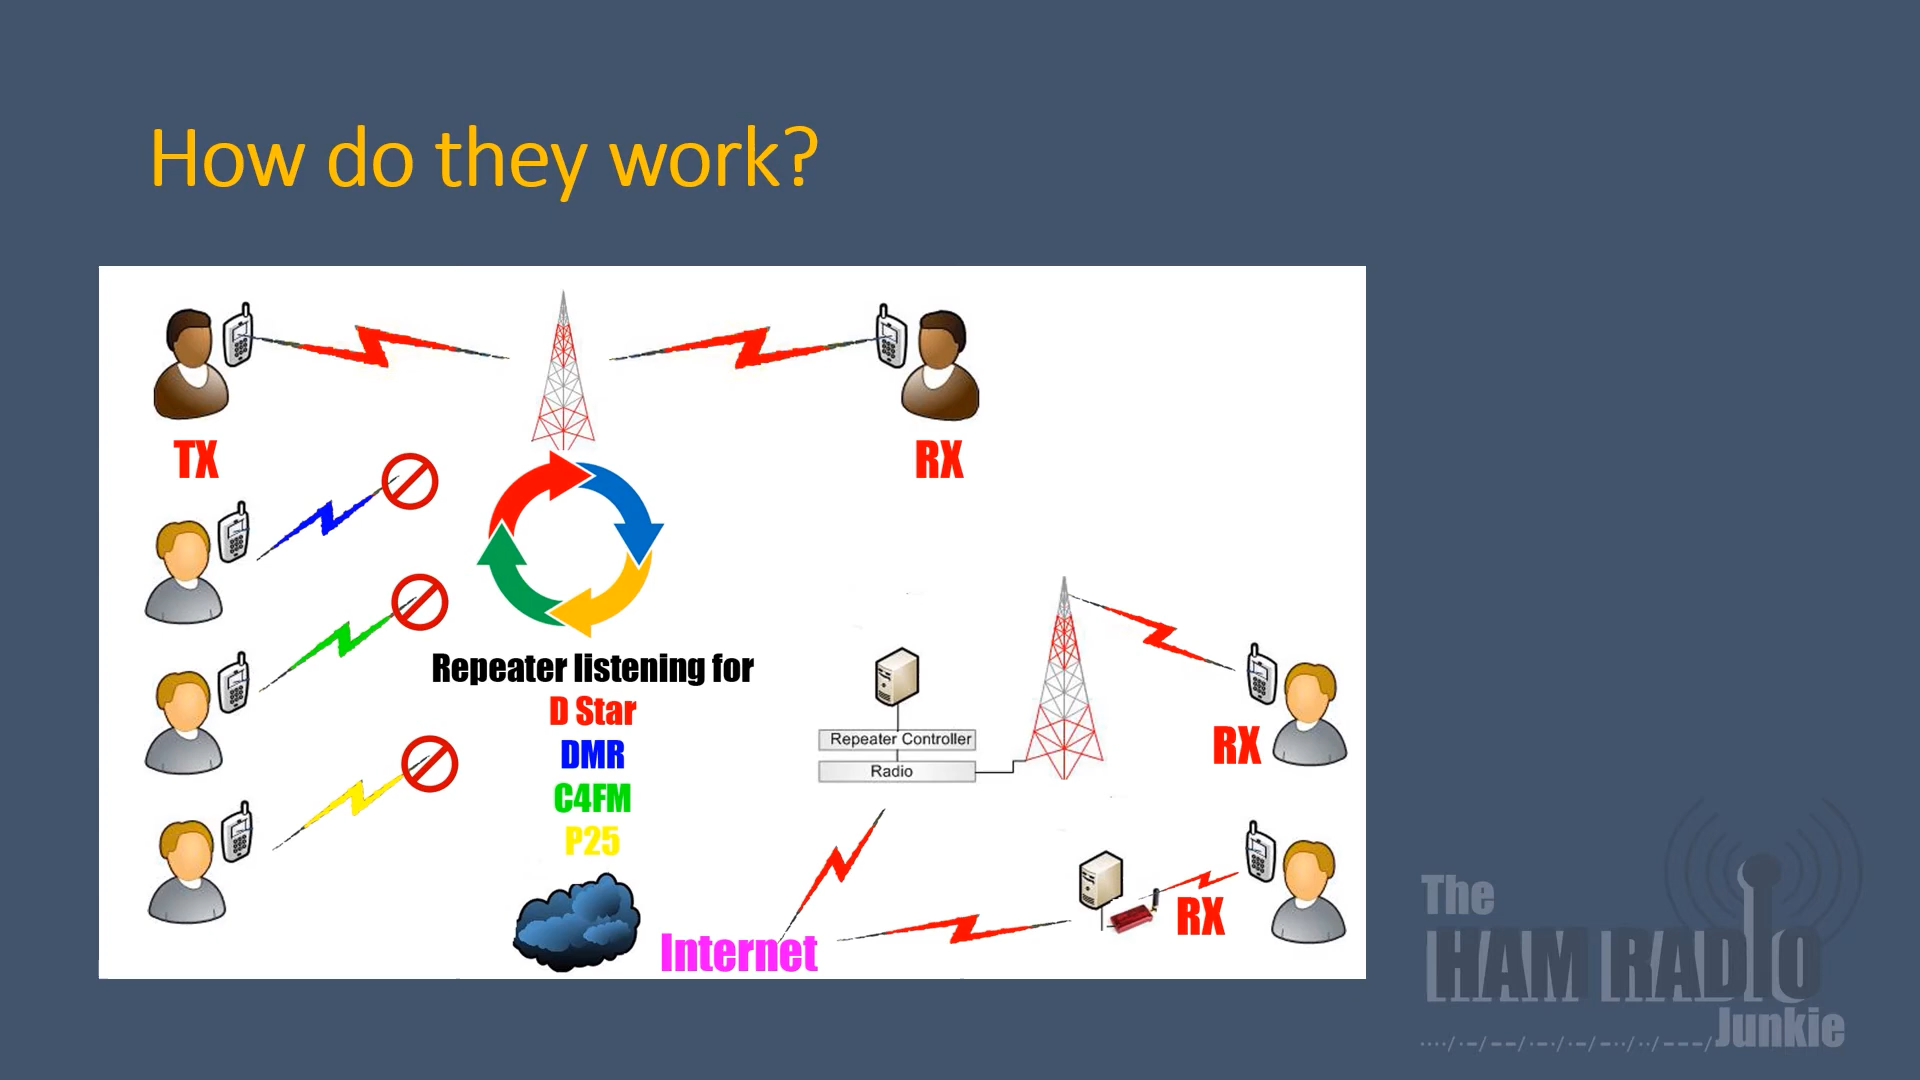 How do they work?
TX
RX
Repeater listening for
D Star
DMR
C4FM
P25
Repeater Controller
Radio
RX
RX
Internet
The
HAM RADIO
Junkie
····/·−/−−/·−·/·−/−··/··/−−−/